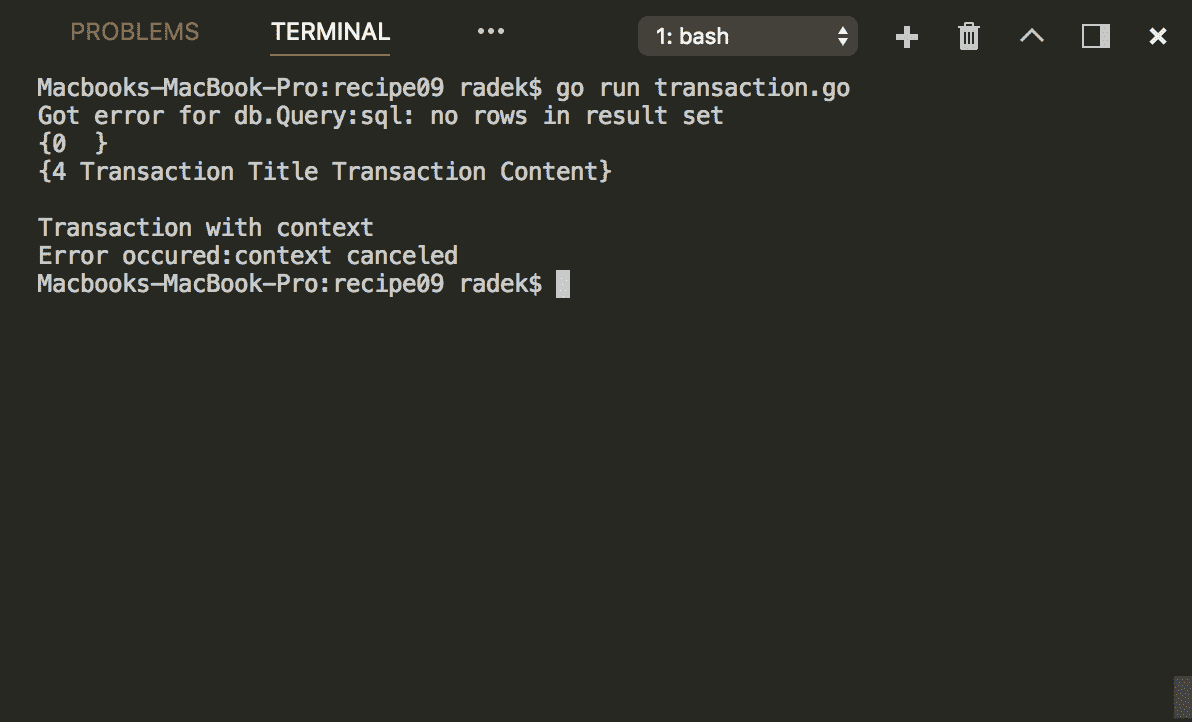 PROBLEMS TERMINAL ••• 1: bash
Macbooks-MacBook-Pro:recipe09 radek$ go run transaction.go
Got error for db.Query:sql: no rows in result set
{0  }
{4 Transaction Title Transaction Content}
Transaction with context
Error occured:context canceled
Macbooks-MacBook-Pro:recipe09 radek$